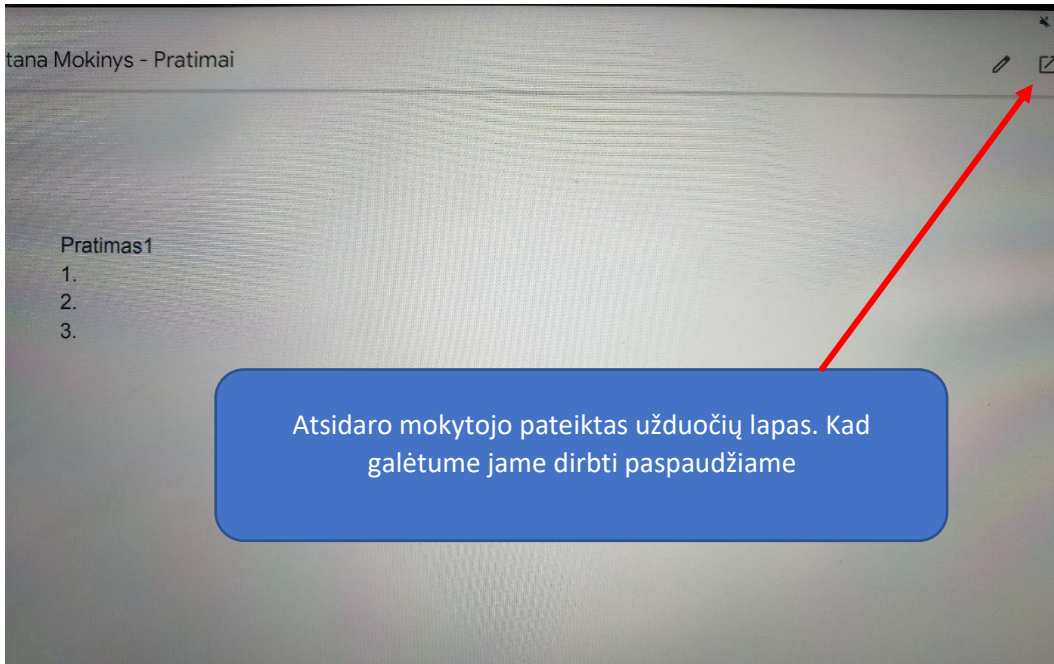 tana Mokinys - Pratimai
Pratimas1
1.
2.
3.
Atsidaro mokytojo pateiktas užduočių lapas. Kad
galėtume jame dirbti paspaudžiame